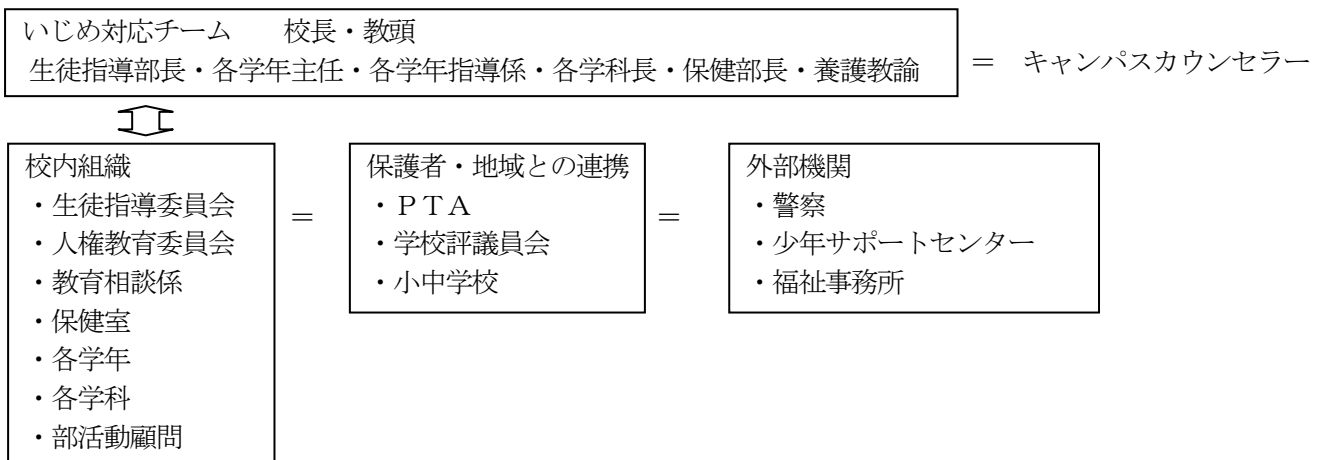 いじめ対応チーム　　校長・教頭
生徒指導部長・各学年主任・各学年指導係・各学科長・保健部長・養護教諭
＝　キャンパスカウンセラー
校内組織
・生徒指導委員会
・人権教育委員会
・教育相談係
・保健室
・各学年
・各学科
・部活動顧問
＝
保護者・地域との連携
・ＰＴＡ
・学校評議員会
・小中学校
＝
外部機関
・警察
・少年サポートセンター
・福祉事務所